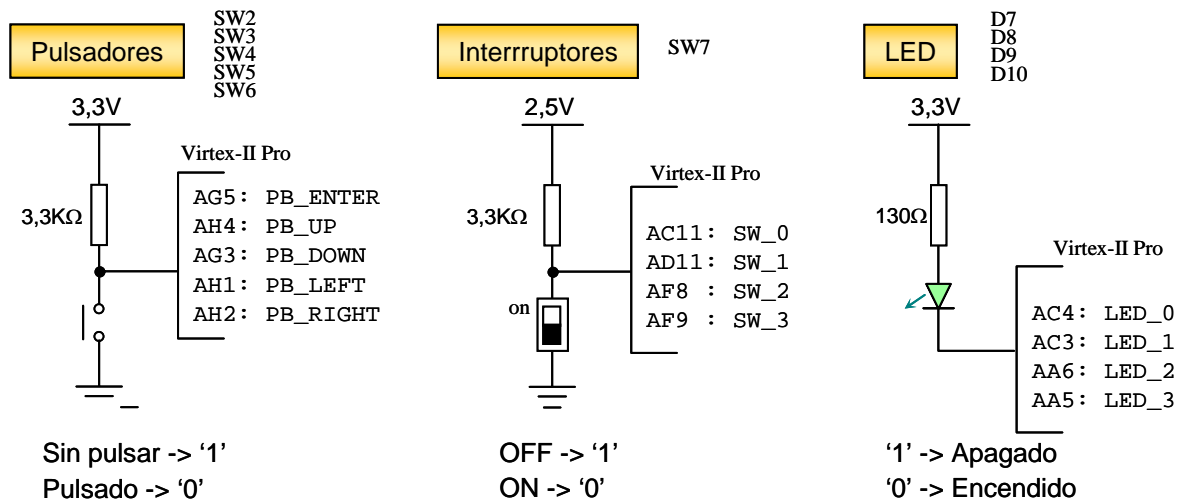 Pulsadores
SW2
SW3
SW4
SW5
SW6
3,3V
Virtex-II Pro
3,3KΩ
AG5: PB_ENTER
AH4: PB_UP
AG3: PB_DOWN
AH1: PB_LEFT
AH2: PB_RIGHT
Sin pulsar -> ‘1’
Pulsado -> ‘0’
Interrruptores
SW7
2,5V
Virtex-II Pro
3,3KΩ
AC11: SW_0
AD11: SW_1
AF8 : SW_2
AF9 : SW_3
on
OFF -> ‘1’
ON -> ‘0’
LED
D7
D8
D9
D10
3,3V
130Ω
Virtex-II Pro
AC4: LED_0
AC3: LED_1
AA6: LED_2
AA5: LED_3
‘1’ -> Apagado
‘0’ -> Encendido